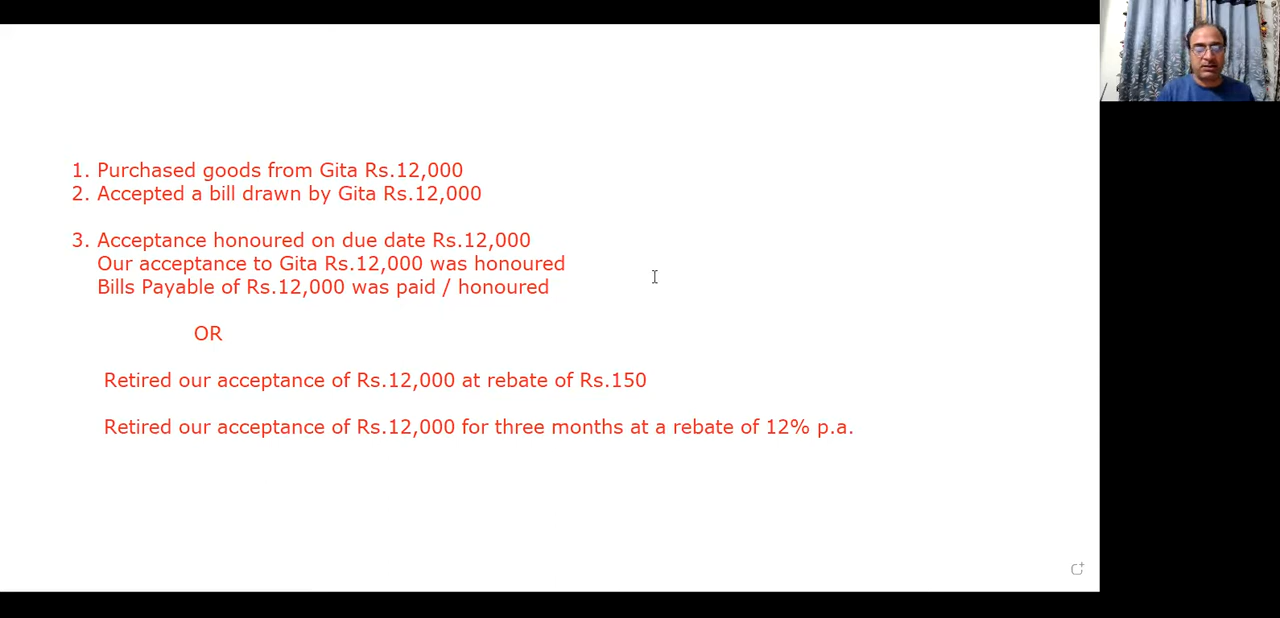 1. Purchased goods from Gita Rs.12,000
2. Accepted a bill drawn by Gita Rs.12,000
3. Acceptance honoured on due date Rs.12,000
Our acceptance to Gita Rs.12,000 was honoured
Bills Payable of Rs.12,000 was paid / honoured
OR
Retired our acceptance of Rs.12,000 at rebate of Rs.150
Retired our acceptance of Rs.12,000 for three months at a rebate of 12% p.a.